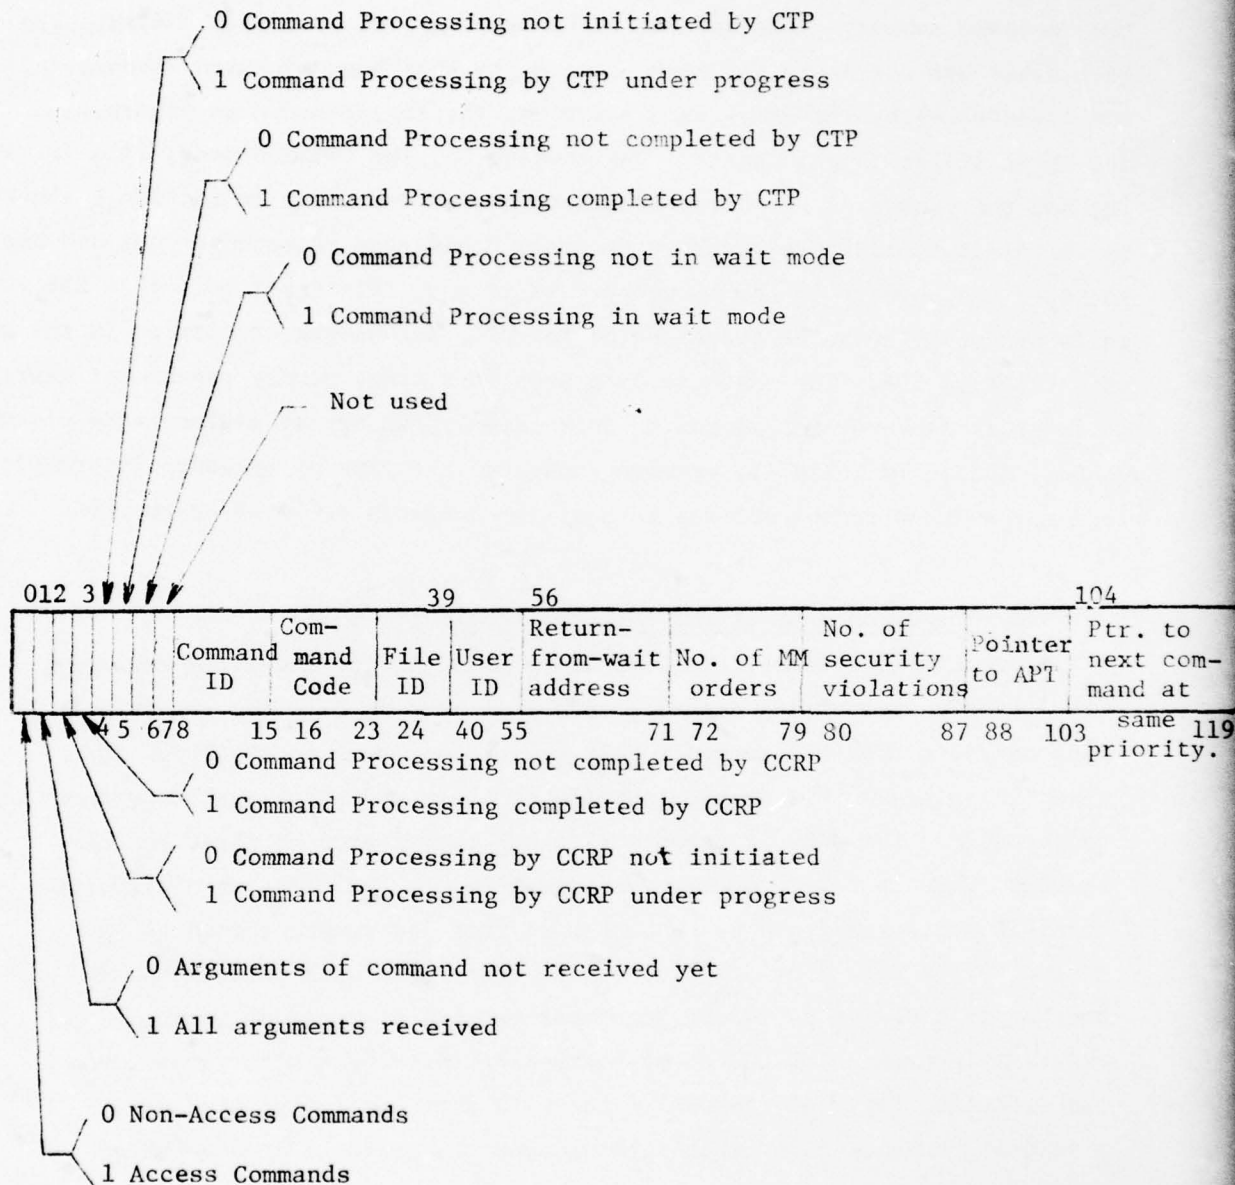 0 Command Processing not initiated by CTP
1 Command Processing by CTP under progress
0 Command Processing not completed by CTP
1 Command Processing completed by CTP
0 Command Processing not in wait mode
1 Command Processing in wait mode
Not used
012 3 39 56 104
Command ID
Com-
mand
Code
File
ID
User
ID
Return-
from-wait
address
No. of MM
orders
No. of
security
violations
Pointer
to APT
Ptr. to
next com-
mand at
same
priority.
4 5 678 15 16 23 24 40 55 71 72 79 80 87 88 103 119
0 Command Processing not completed by CCRP
1 Command Processing completed by CCRP
0 Command Processing by CCRP not initiated
1 Command Processing by CCRP under progress
0 Arguments of command not received yet
1 All arguments received
0 Non-Access Commands
1 Access Commands